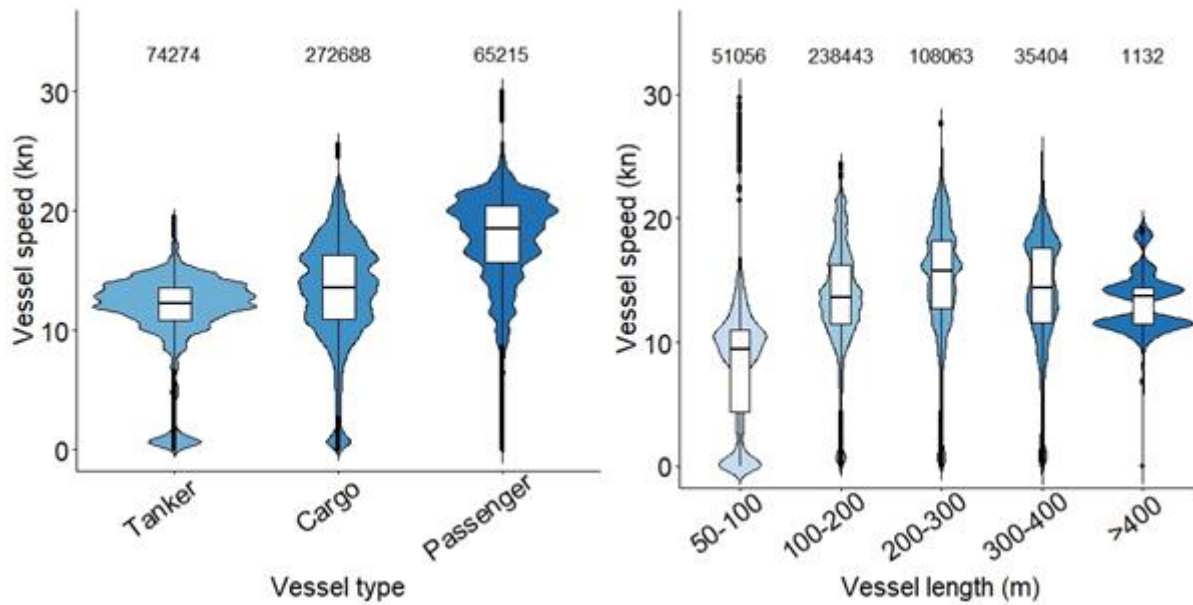 74274 272688 65215
30
20
10
0
Vessel speed (kn)
Tanker Cargo Passenger
Vessel type
51056 238443 108063 35404 1132
30
20
10
0
Vessel speed (kn)
50-100 100-200 200-300 300-400 >400
Vessel length (m)